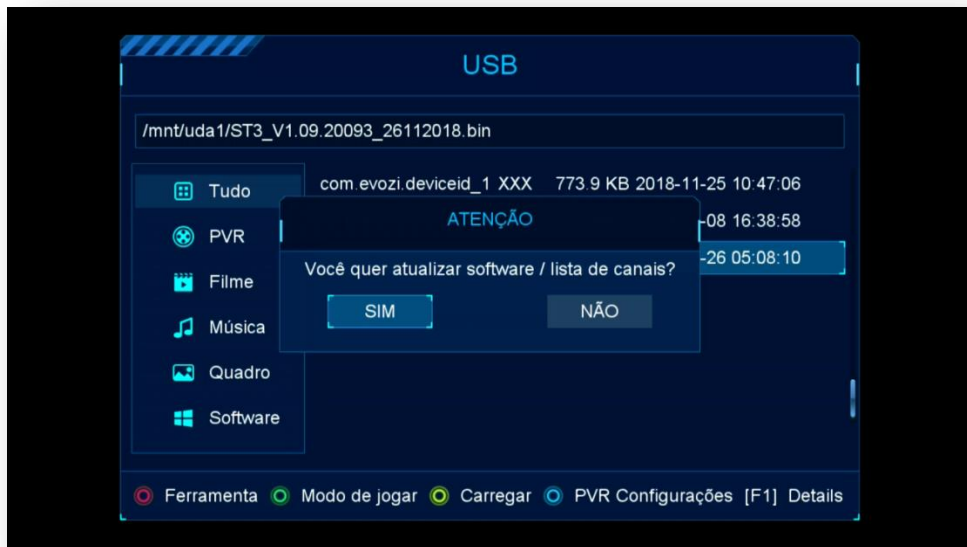 USB
/mnt/uda1/ST3_V1.09.20093_26112018.bin
Tudo
PVR
Filme
Música
Quadro
Software
com.evozi.deviceid_1 XXX 773.9 KB 2018-11-25 10:47:06
-08 16:38:58
-26 05:08:10
ATENÇÃO
Você quer atualizar software / lista de canais?
SIM NÃO
Ferramenta Modo de jogar Carregar PVR Configurações [F1] Details